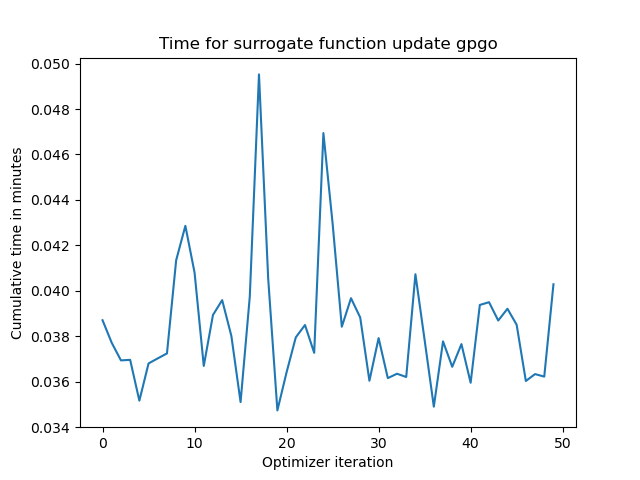 Time for surrogate function update gpgo
0.050
0.048
0.046
0.044
0.042
0.040
0.038
0.036
0.034
Cumulative time in minutes
0 10 20 30 40 50
Optimizer iteration